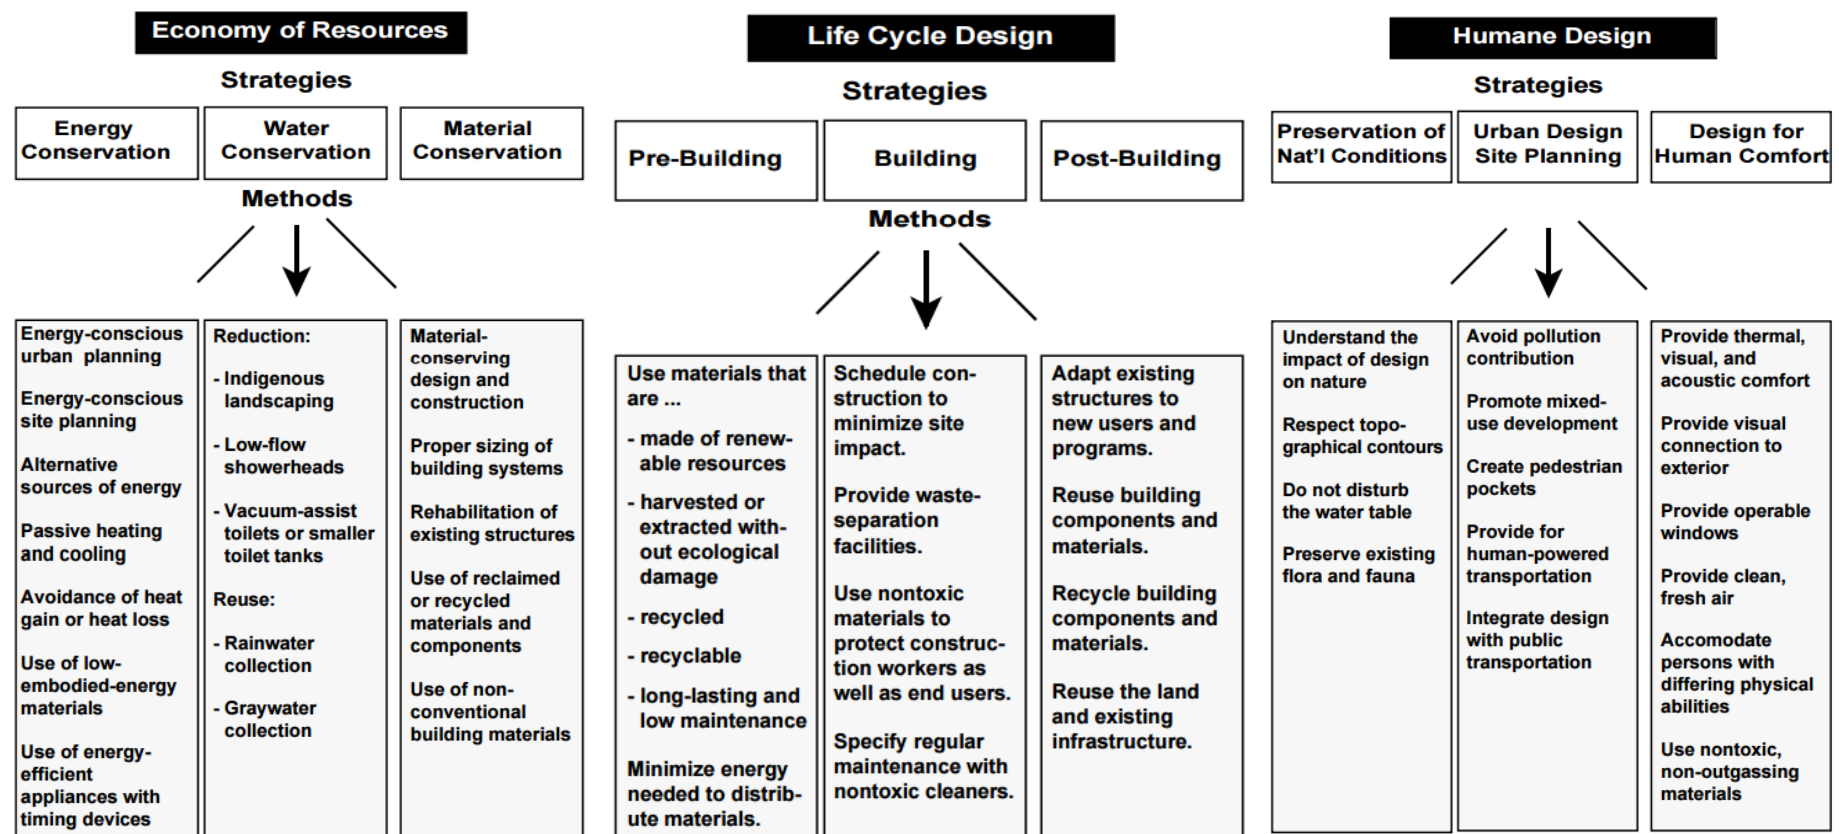 Economy of Resources
Strategies
Energy
Conservation
Water
Conservation
Material
Conservation
Methods
Energy-conscious
urban planning
Energy-conscious
site planning
Alternative
sources of energy
Passive heating
and cooling
Avoidance of heat
gain or heat loss
Use of low-
embodied-energy
materials
Use of energy-
efficient
appliances with
timing devices
Reduction:
- Indigenous
landscaping
- Low-flow
showerheads
- Vacuum-assist
toilets or smaller
toilet tanks
Reuse:
- Rainwater
collection
- Graywater
collection
Material-
conserving
design and
construction
Proper sizing of
building systems
Rehabilitation of
existing structures
Use of reclaimed
or recycled
materials and
components
Use of non-
conventional
building materials
Life Cycle Design
Strategies
Pre-Building
Building
Post-Building
Methods
Use materials that
are ...
- made of renew-
able resources
- harvested or
extracted with-
out ecological
damage
- recycled
- recyclable
- long-lasting and
low maintenance
Minimize energy
needed to distrib-
ute materials.
Schedule con-
struction to
minimize site
impact.
Provide waste-
separation
facilities.
Use nontoxic
materials to
protect construc-
tion workers as
well as end users.
Specify regular
maintenance with
nontoxic cleaners.
Adapt existing
structures to
new users and
programs.
Reuse building
components and
materials.
Recycle building
components and
materials.
Reuse the land
and existing
infrastructure.
Humane Design
Strategies
Preservation of
Nat'l Conditions
Urban Design
Site Planning
Design for
Human Comfort
Understand the
impact of design
on nature
Respect topo-
graphical contours
Do not disturb
the water table
Preserve existing
flora and fauna
Avoid pollution
contribution
Promote mixed-
use development
Create pedestrian
pockets
Provide for
human-powered
transportation
Integrate design
with public
transportation
Provide thermal,
visual, and
acoustic comfort
Provide visual
connection to
exterior
Provide operable
windows
Provide clean,
fresh air
Accomodate
persons with
differing physical
abilities
Use nontoxic,
non-outgassing
materials